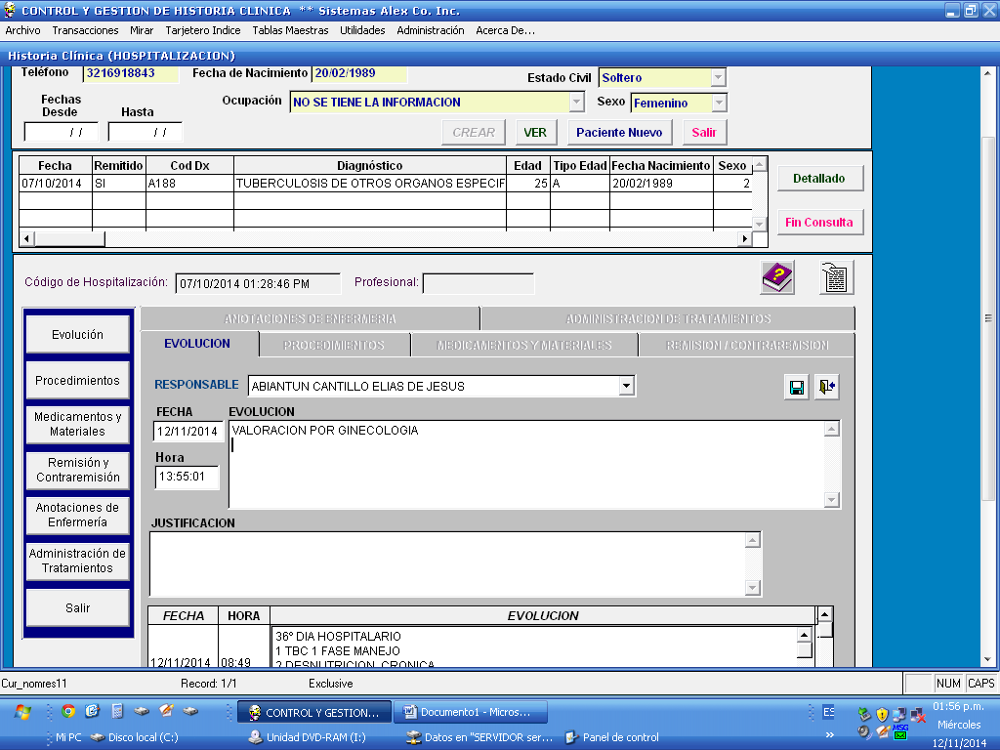 CONTROL Y GESTION DE HISTORIA CLINICA ** Sistemas Alex Co. Inc.
Archivo Transacciones Mirar Tarjetero Indice Tablas Maestras Utilidades Administración Acerca De...
Historia Clínica (HOSPITALIZACION)
Teléfono 3216918843 Fecha de Nacimiento 20/02/1989 Estado Civil Soltero
Fechas
Desde Hasta Ocupación NO SE TIENE LA INFORMACION Sexo Femenino
/ / / / CREAR VER Paciente Nuevo Salir
Fecha Remitido Cod Dx Diagnóstico Edad Tipo Edad Fecha Nacimiento Sexo
07/10/2014 SI A188 TUBERCULOSIS DE OTROS ORGANOS ESPECIF 25 A 20/02/1989 2
Detallado
Fin Consulta
Código de Hospitalización: 07/10/2014 01:28:46 PM Profesional:
Evolución
Procedimientos
Medicamentos y
Materiales
Remisión y
Contraremisión
Anotaciones de
Enfermería
Administración de
Tratamientos
Salir
ANOTACIONES DE ENFERMERIA ADMINISTRACION DE TRATAMIENTOS
EVOLUCION PROCEDIMIENTOS MEDICAMENTOS Y MATERIALES REMISION / CONTRAREMISION
RESPONSABLE ABIANTUN CANTILLO ELIAS DE JESUS
FECHA EVOLUCION
12/11/2014 VALORACION POR GINECOLOGIA
Hora
13:55:01
JUSTIFICACION
FECHA HORA EVOLUCION
36º DIA HOSPITALARIO
1 TBC 1 FASE MANEJO
12/11/2014 08:49 2 DESNUTRICION CRONICA
Cur_nomres11 Record: 1/1 Exclusive NUM CAPS
CONTROL Y GESTION... Documento1 - Micros... ES 01:56 p.m.
Mi PC Disco local (C:) Unidad DVD-RAM (I:) Datos en "SERVIDOR ser... Panel de control » MSG Miércoles
12/11/2014